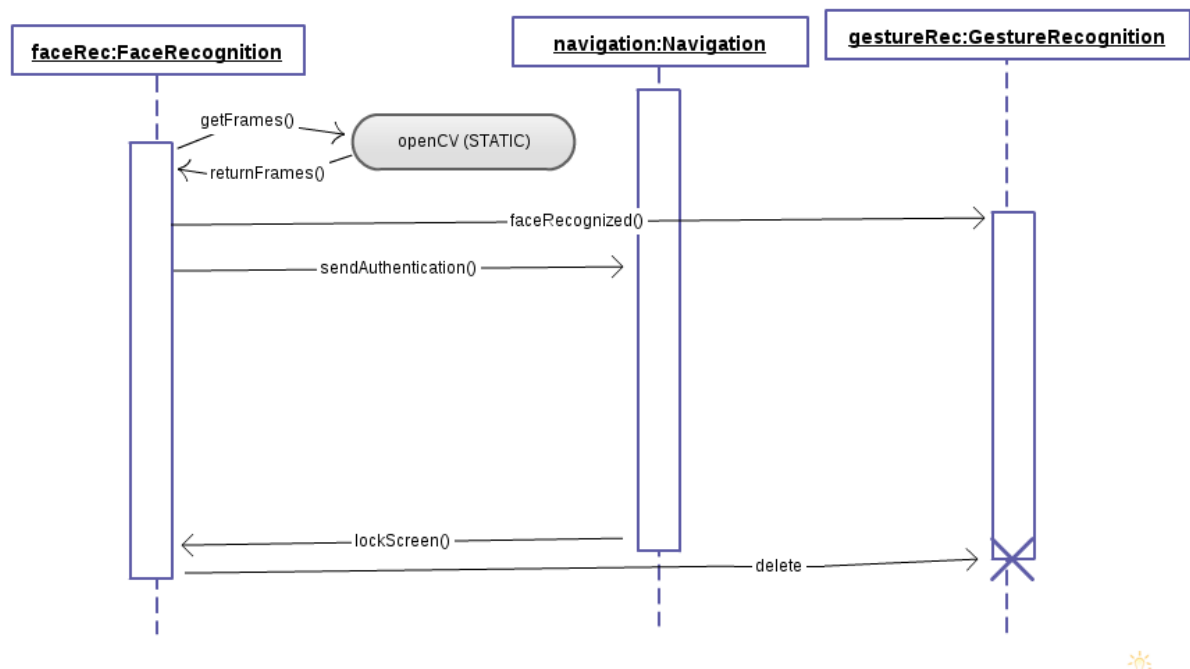 faceRec:FaceRecognition
navigation:Navigation
gestureRec:GestureRecognition
getFrames()
openCV (STATIC)
returnFrames()
faceRecognized()
sendAuthentication()
lockScreen()
delete